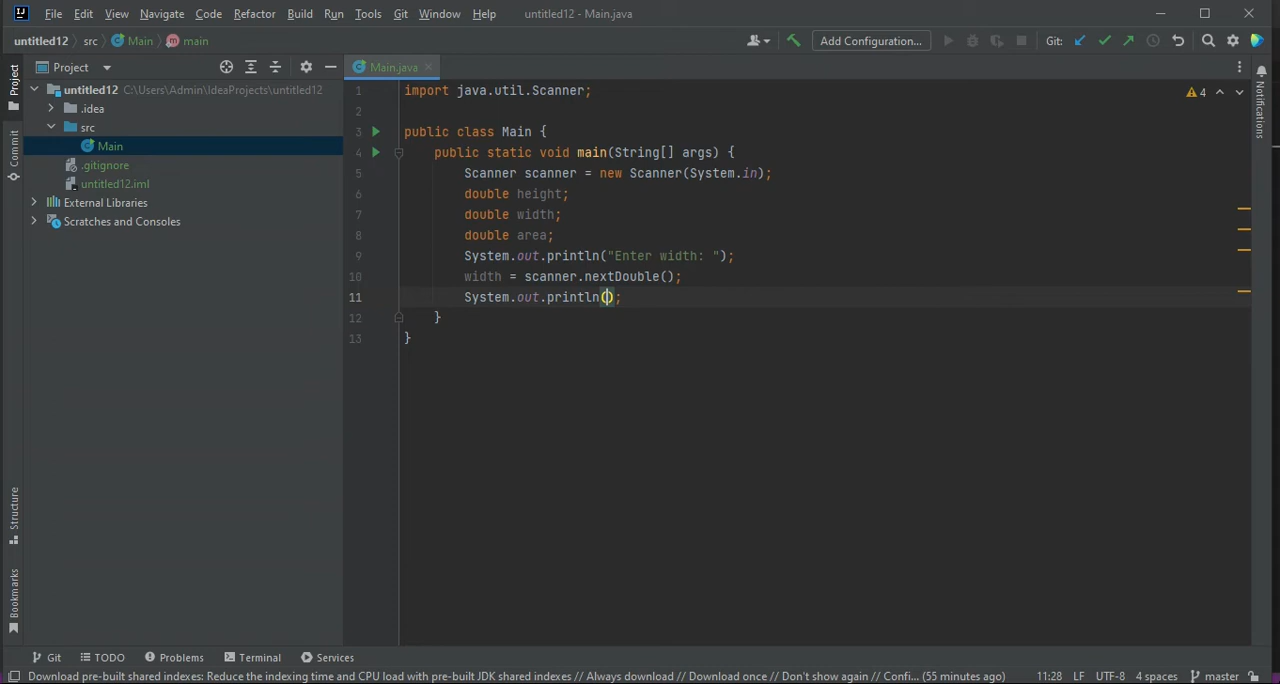 File Edit View Navigate Code Refactor Build Run Tools Git Window Help untitled12 - Main.java
untitled12 src Main main Add Configuration... Git:
Project Main.java
untitled12 C:\Users\Admin\IdeaProjects\untitled12
.idea
src
Main
.gitignore
untitled12.iml
External Libraries
Scratches and Consoles
1 import java.util.Scanner;
2
3 public class Main {
4 public static void main(String[] args) {
5 Scanner scanner = new Scanner(System.in);
6 double height;
7 double width;
8 double area;
9 System.out.println("Enter width: ");
10 width = scanner.nextDouble();
11 System.out.println();
12 }
13 }
4
Project
Commit
Structure
Bookmarks
Notifications
Git TODO Problems Terminal Services
Download pre-built shared indexes: Reduce the indexing time and CPU load with pre-built JDK shared indexes // Always download // Download once // Don't show again // Confi... (55 minutes ago) 11:28 LF UTF-8 4 spaces master